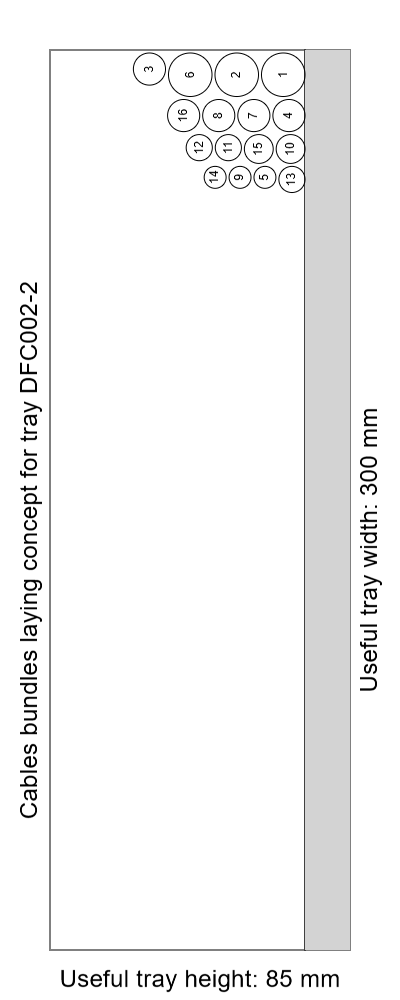 3 6 2 1
16 8 7 4
12 11 15 10
14 9 5 13
Cables bundles laying concept for tray DFC002-2
Useful tray width: 300 mm
Useful tray height: 85 mm